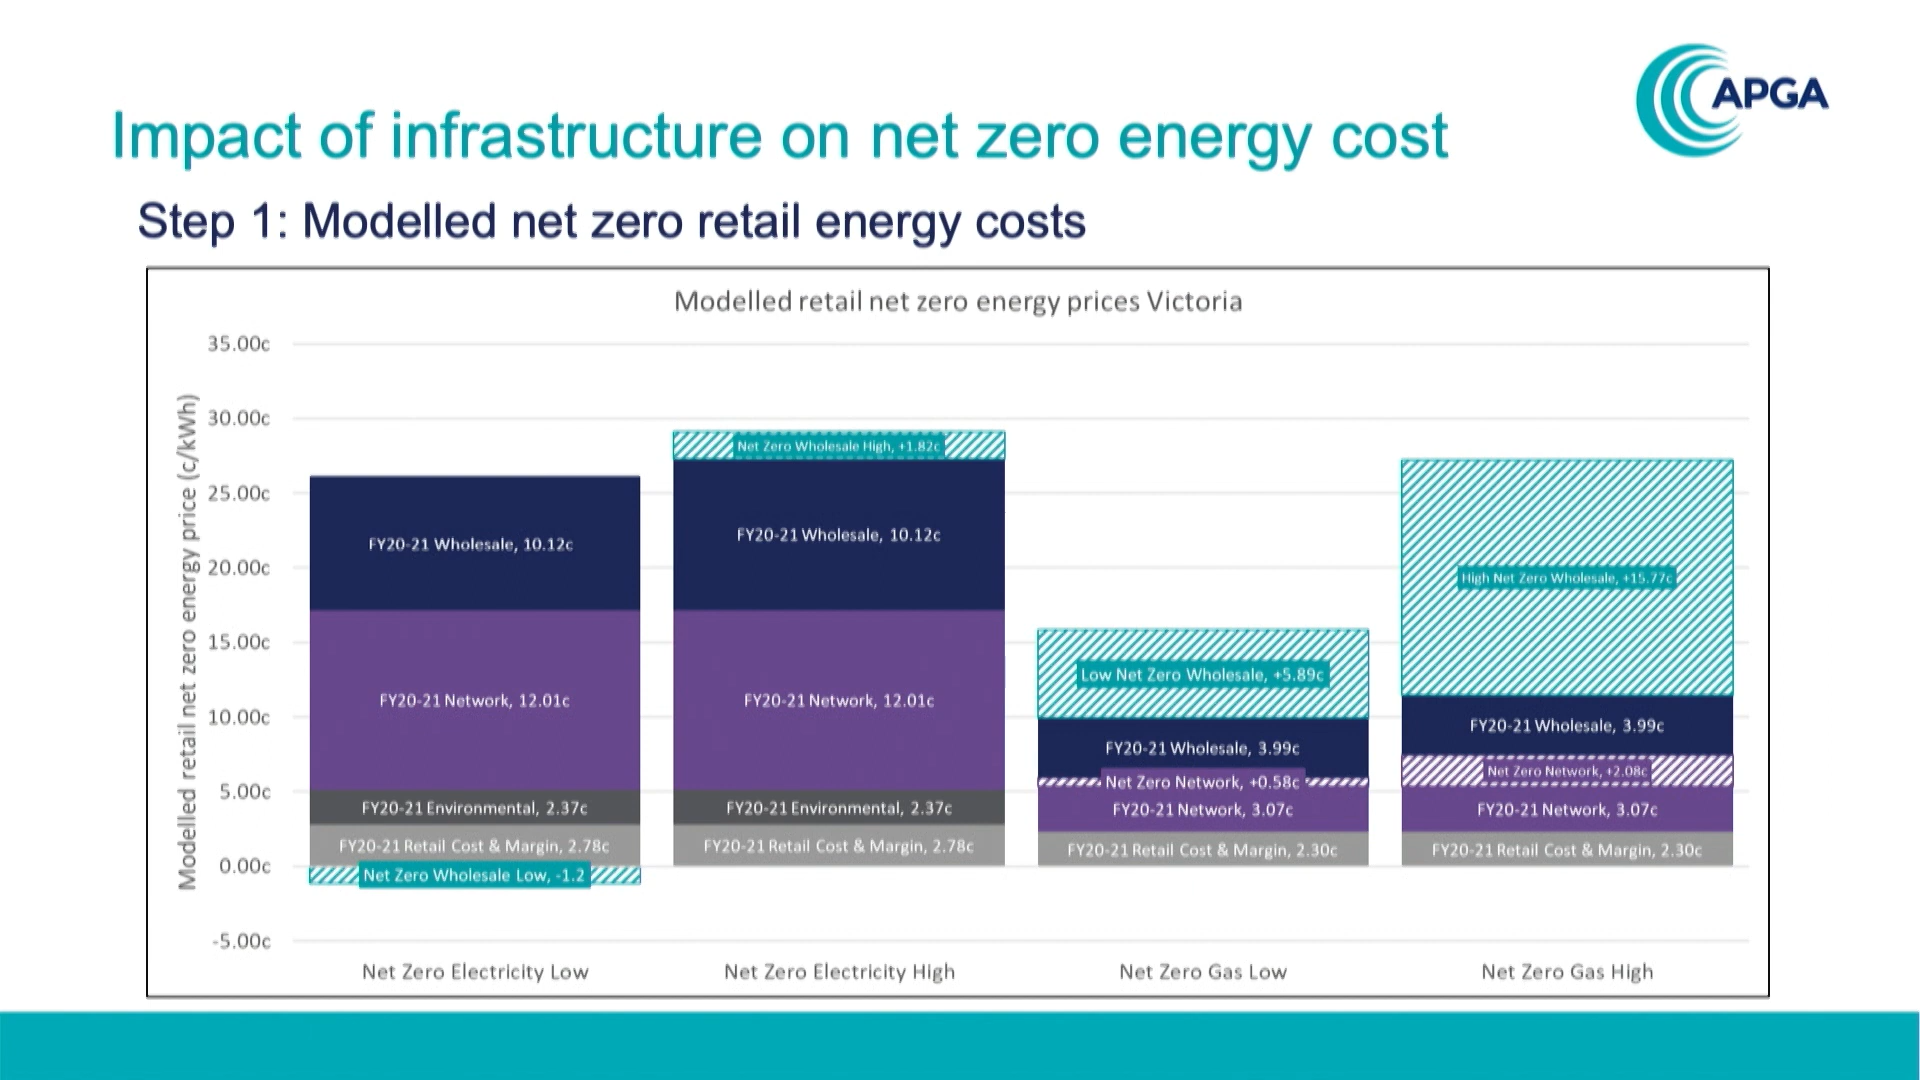 APGA
Impact of infrastructure on net zero energy cost
Step 1: Modelled net zero retail energy costs
Modelled retail net zero energy prices Victoria
Modelled retail net zero energy price (c/kWh)
35.00c
30.00c
25.00c
20.00c
15.00c
10.00c
5.00c
0.00c
-5.00c
FY20-21 Wholesale, 10.12c
FY20-21 Network, 12.01c
FY20-21 Environmental, 2.37c
FY20-21 Retail Cost & Margin, 2.78c
Net Zero Wholesale Low, -1.2
Net Zero Wholesale High, +1.82c
FY20-21 Wholesale, 10.12c
FY20-21 Network, 12.01c
FY20-21 Environmental, 2.37c
FY20-21 Retail Cost & Margin, 2.78c
Low Net Zero Wholesale, +5.89c
FY20-21 Wholesale, 3.99c
Net Zero Network, +0.58c
FY20-21 Network, 3.07c
FY20-21 Retail Cost & Margin, 2.30c
High Net Zero Wholesale, +15.77c
FY20-21 Wholesale, 3.99c
Net Zero Network, +2.08c
FY20-21 Network, 3.07c
FY20-21 Retail Cost & Margin, 2.30c
Net Zero Electricity Low
Net Zero Electricity High
Net Zero Gas Low
Net Zero Gas High